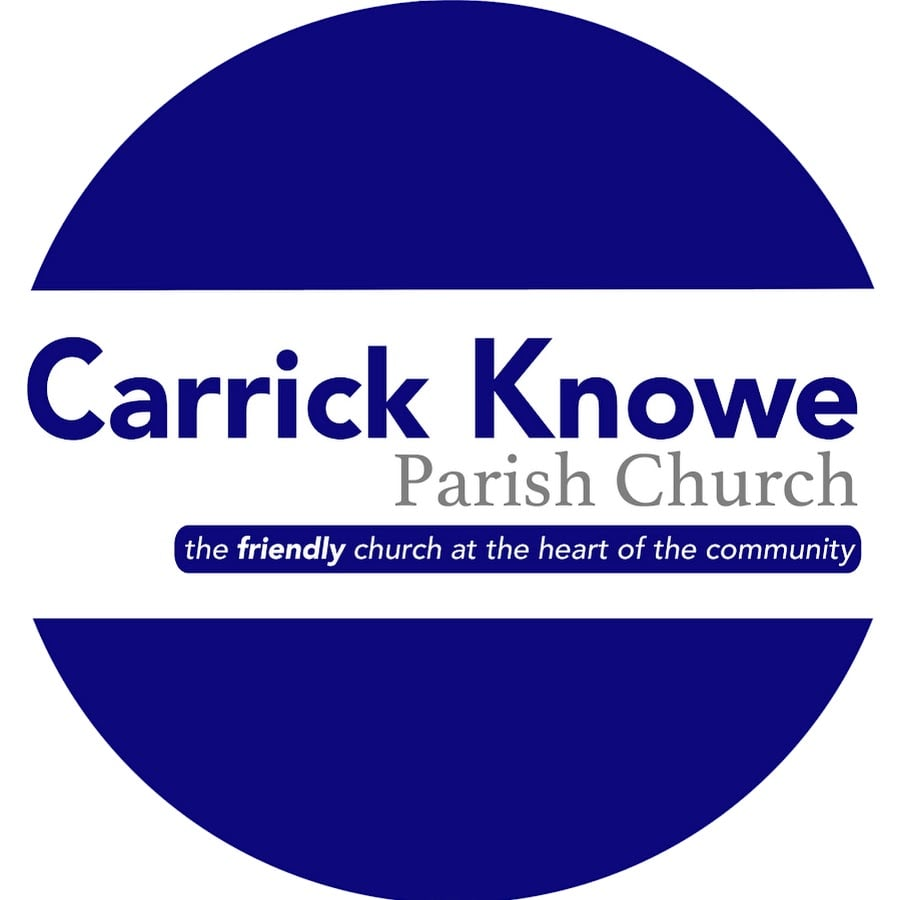 Carrick Knowe
Parish Church
the friendly church at the heart of the community